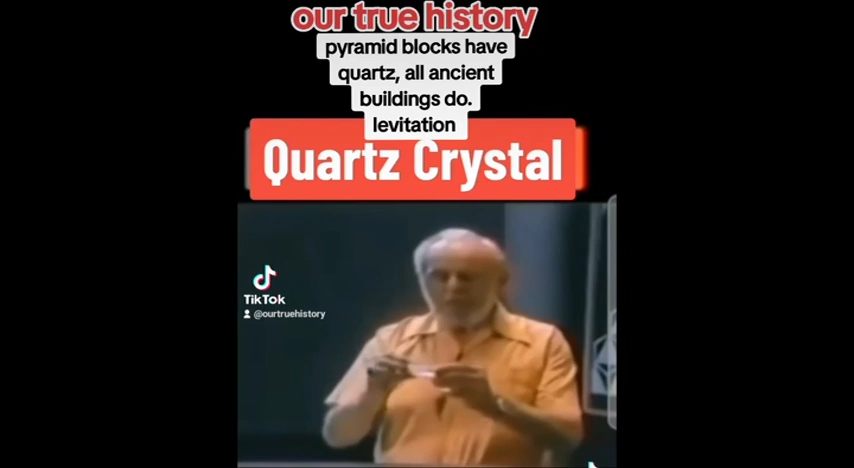 our true history
pyramid blocks have
quartz, all ancient
buildings do.
levitation
Quartz Crystal
TikTok
@ourtruehistory